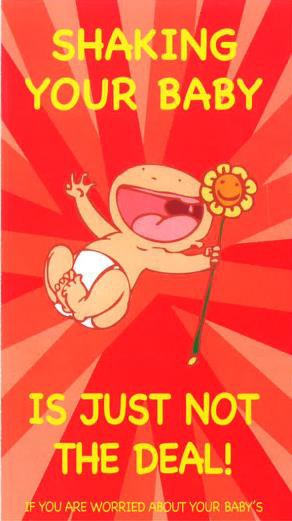 SHAKING
YOUR BABY
IS JUST NOT
THE DEAL!
IF YOU ARE WORRIED ABOUT YOUR BABY'S